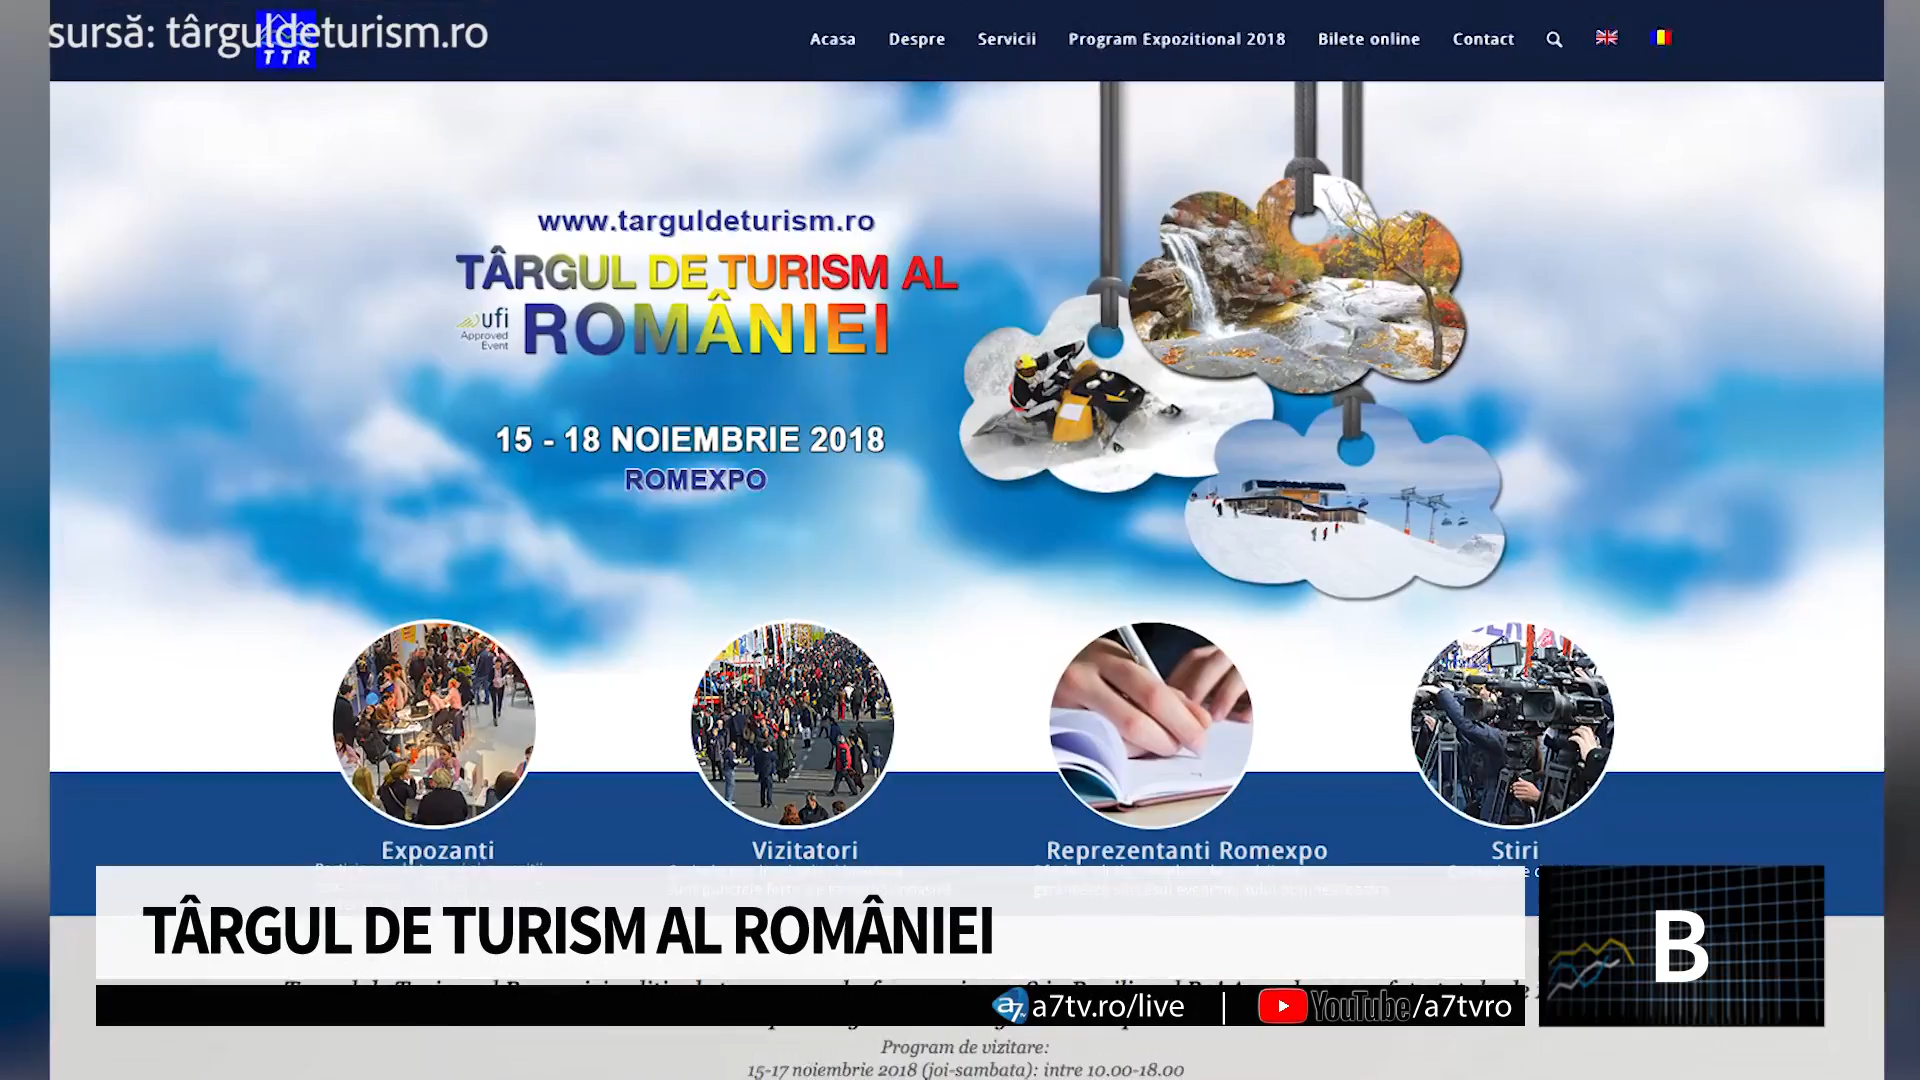 sursă: târguldeturism.ro
TTR
Acasa Despre Servicii Program Expozitional 2018 Bilete online Contact
www.targuldeturism.ro
TÂRGUL DE TURISM AL
ROMÂNIEI
ufi
Approved
Event
15 - 18 NOIEMBRIE 2018
ROMEXPO
Expozanti Vizitatori Reprezentanti Romexpo Stiri
TÂRGUL DE TURISM AL ROMÂNIEI
B
a7 a7tv.ro/live | YouTube/a7tvro
Program de vizitare:
15-17 noiembrie 2018 (joi-sambata): intre 10.00-18.00